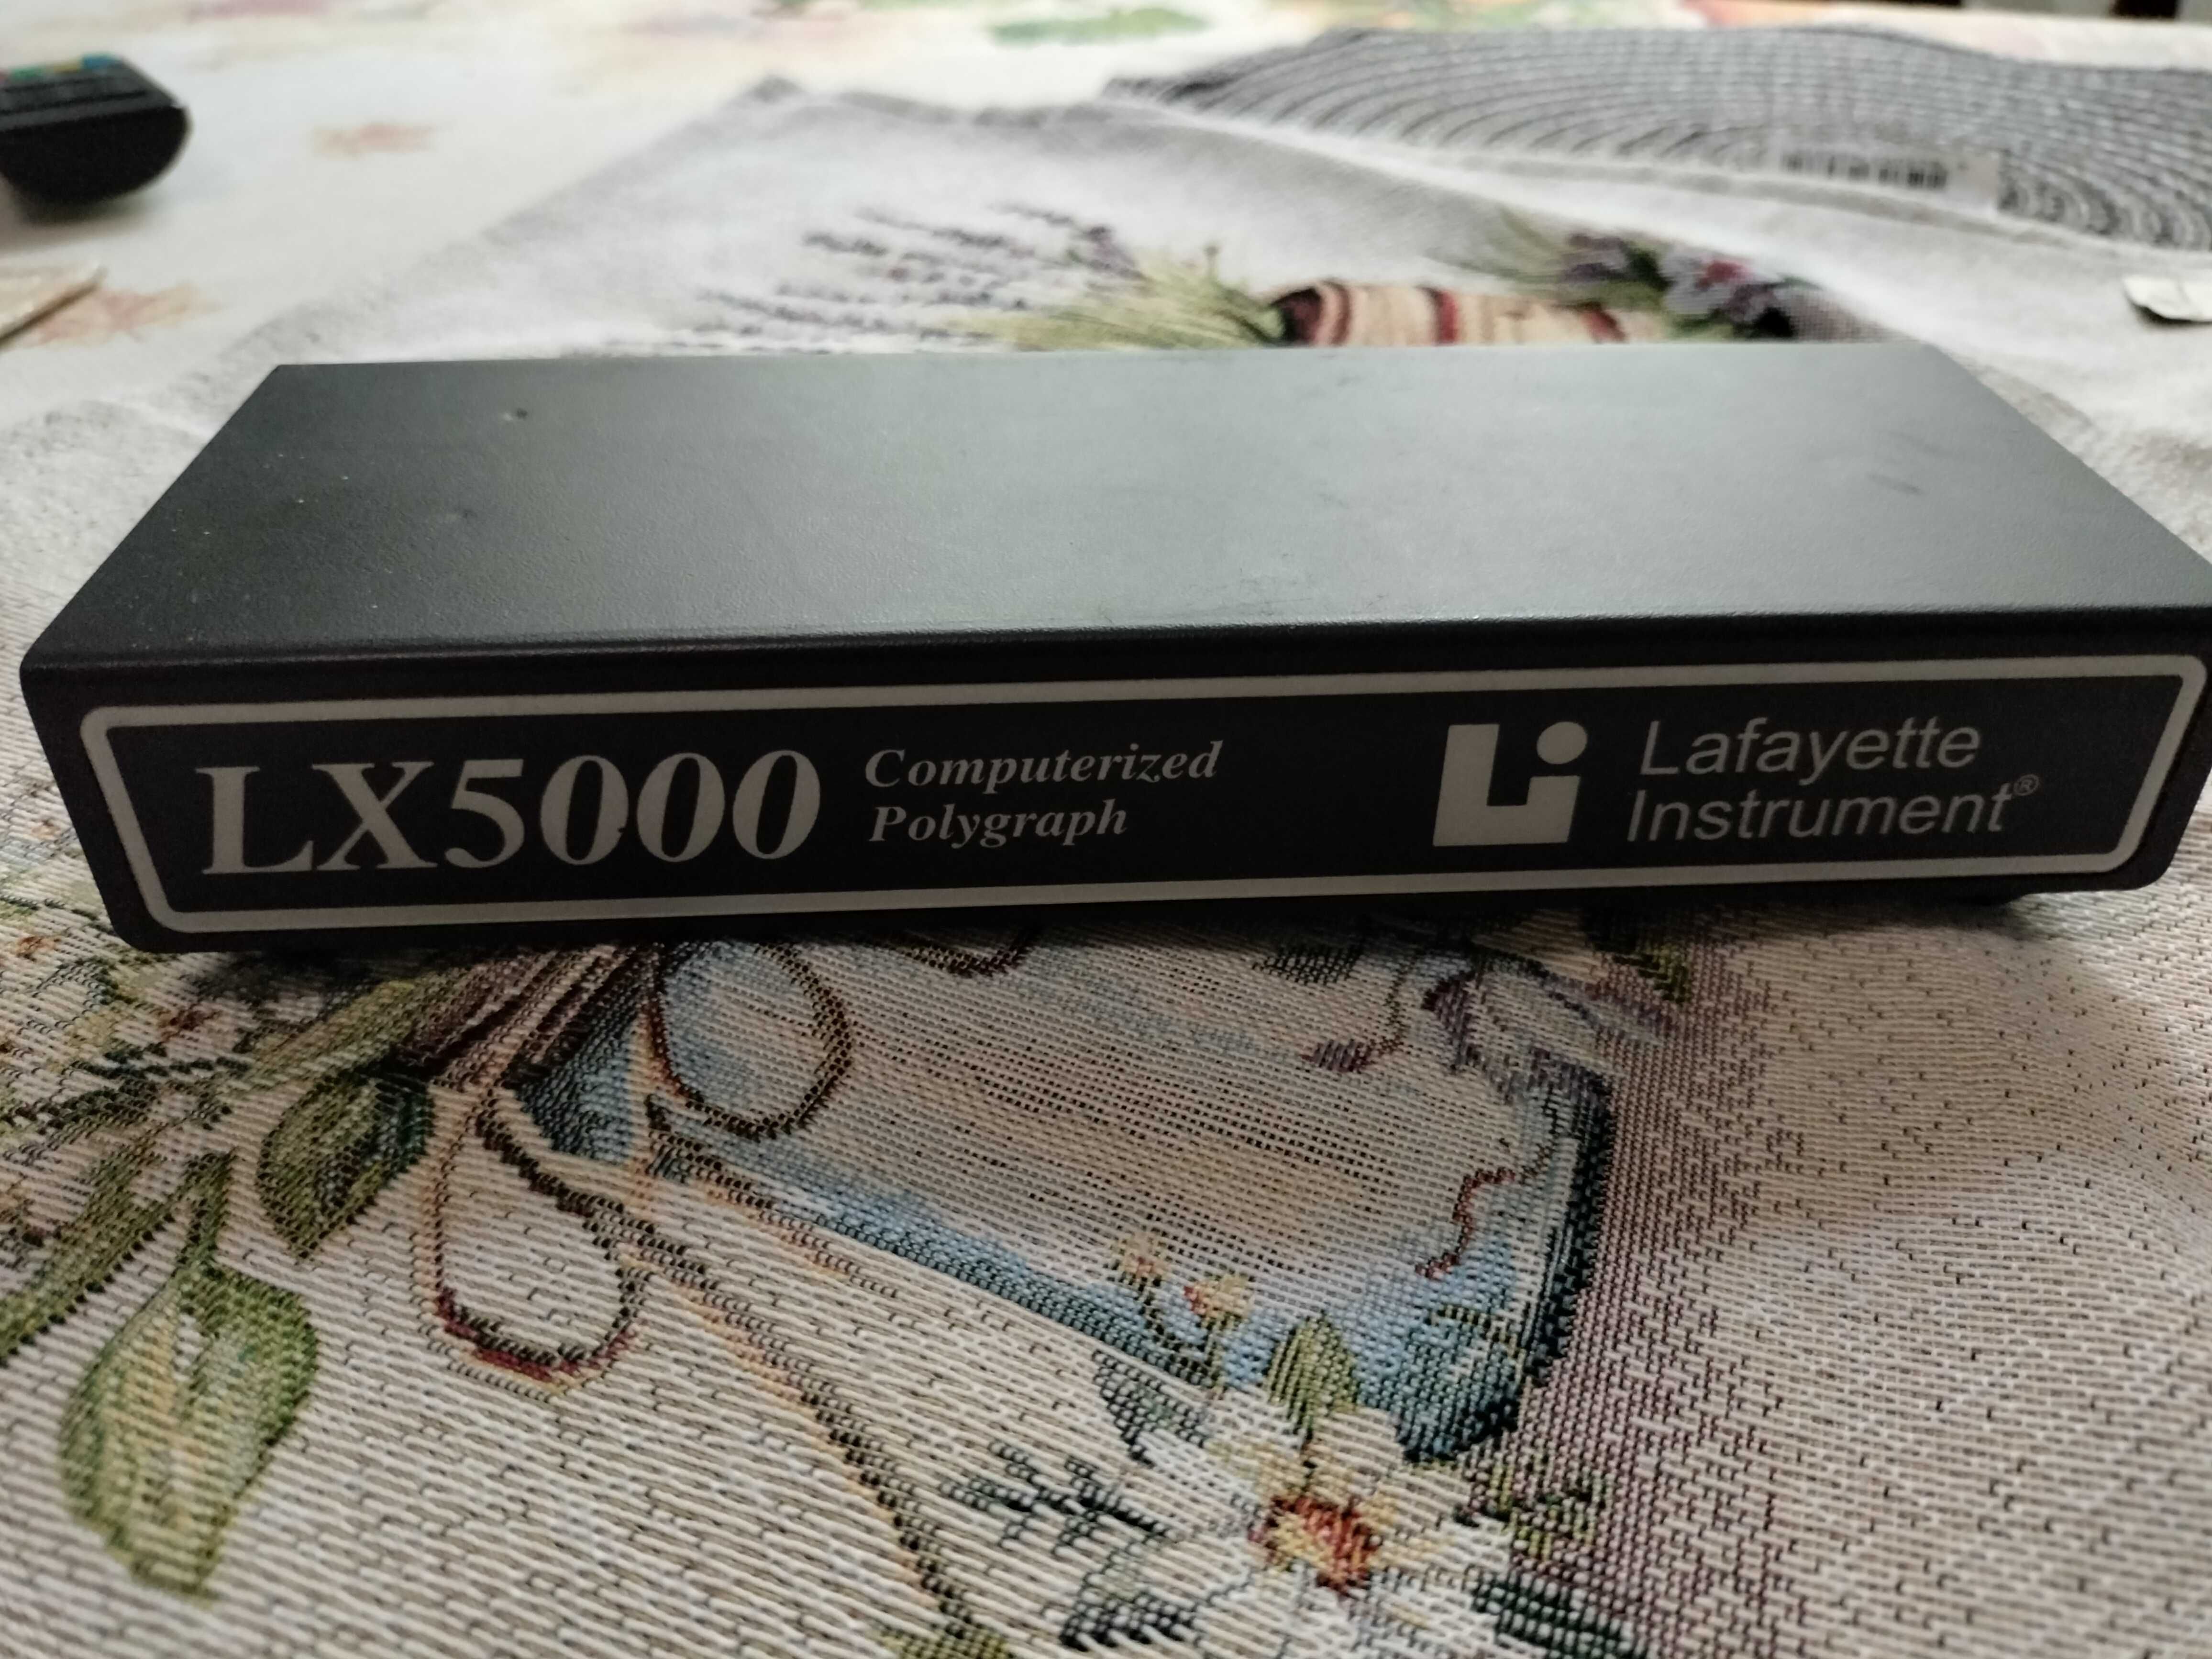 LX5000
Computerized
Polygraph
Lafayette
Instrument®